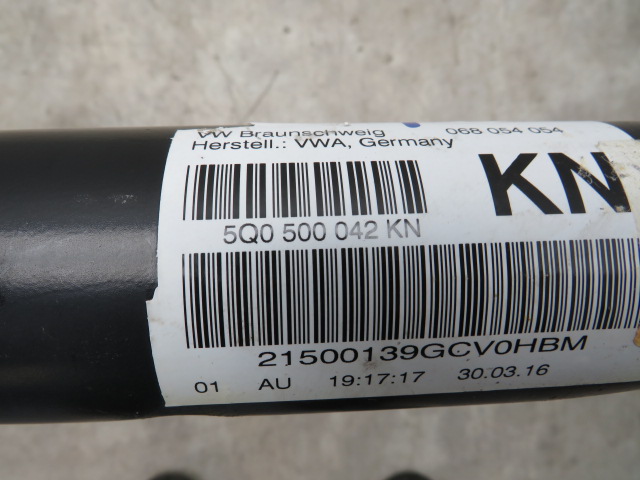 VW Braunschweig 068 054 054
Herstell.: VWA, Germany
KN
5Q0 500 042 KN
21500139GCV0HBM
01 AU 19:17:17 30.03.16